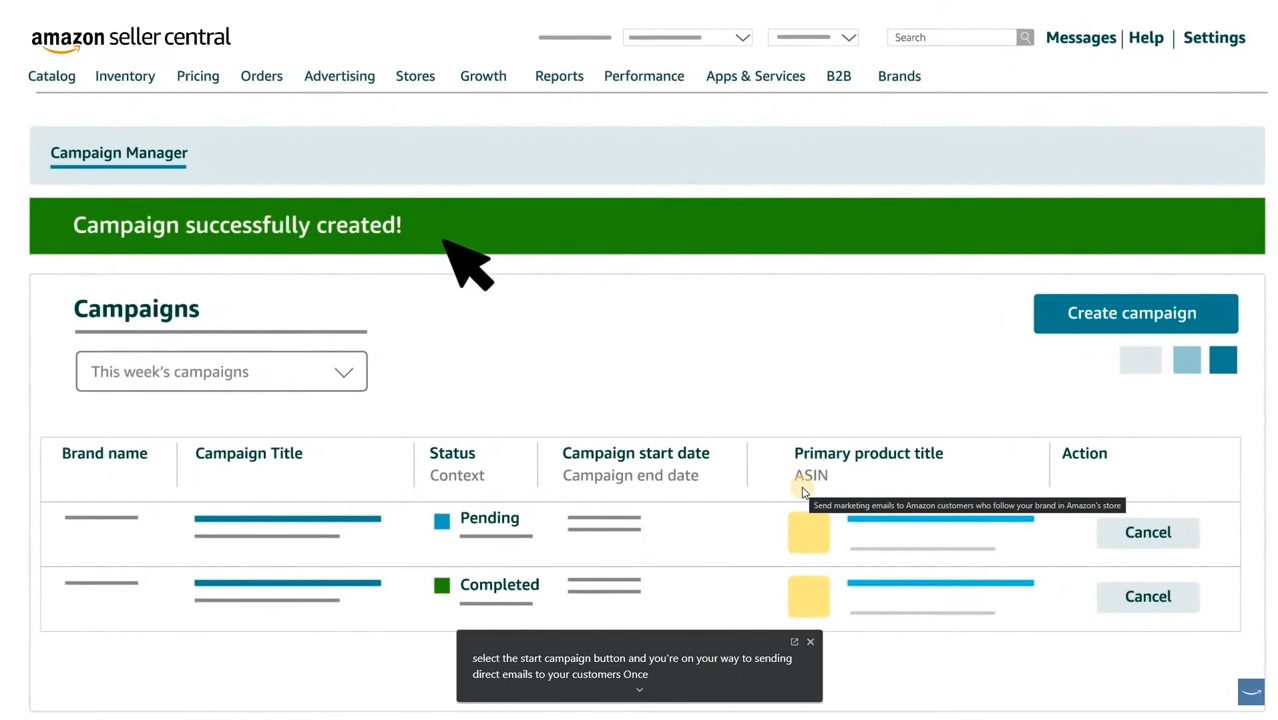 amazon seller central
Search
Messages | Help | Settings
Catalog Inventory Pricing Orders Advertising Stores Growth Reports Performance Apps & Services B2B Brands
Campaign Manager
Campaign successfully created!
Campaigns
Create campaign
This week's campaigns
Brand name Campaign Title Status Campaign start date Primary product title Action
Context Campaign end date ASIN
Send marketing emails to Amazon customers who follow your brand in Amazon's store
Pending
Cancel
Completed
Cancel
select the start campaign button and you're on your way to sending
direct emails to your customers Once